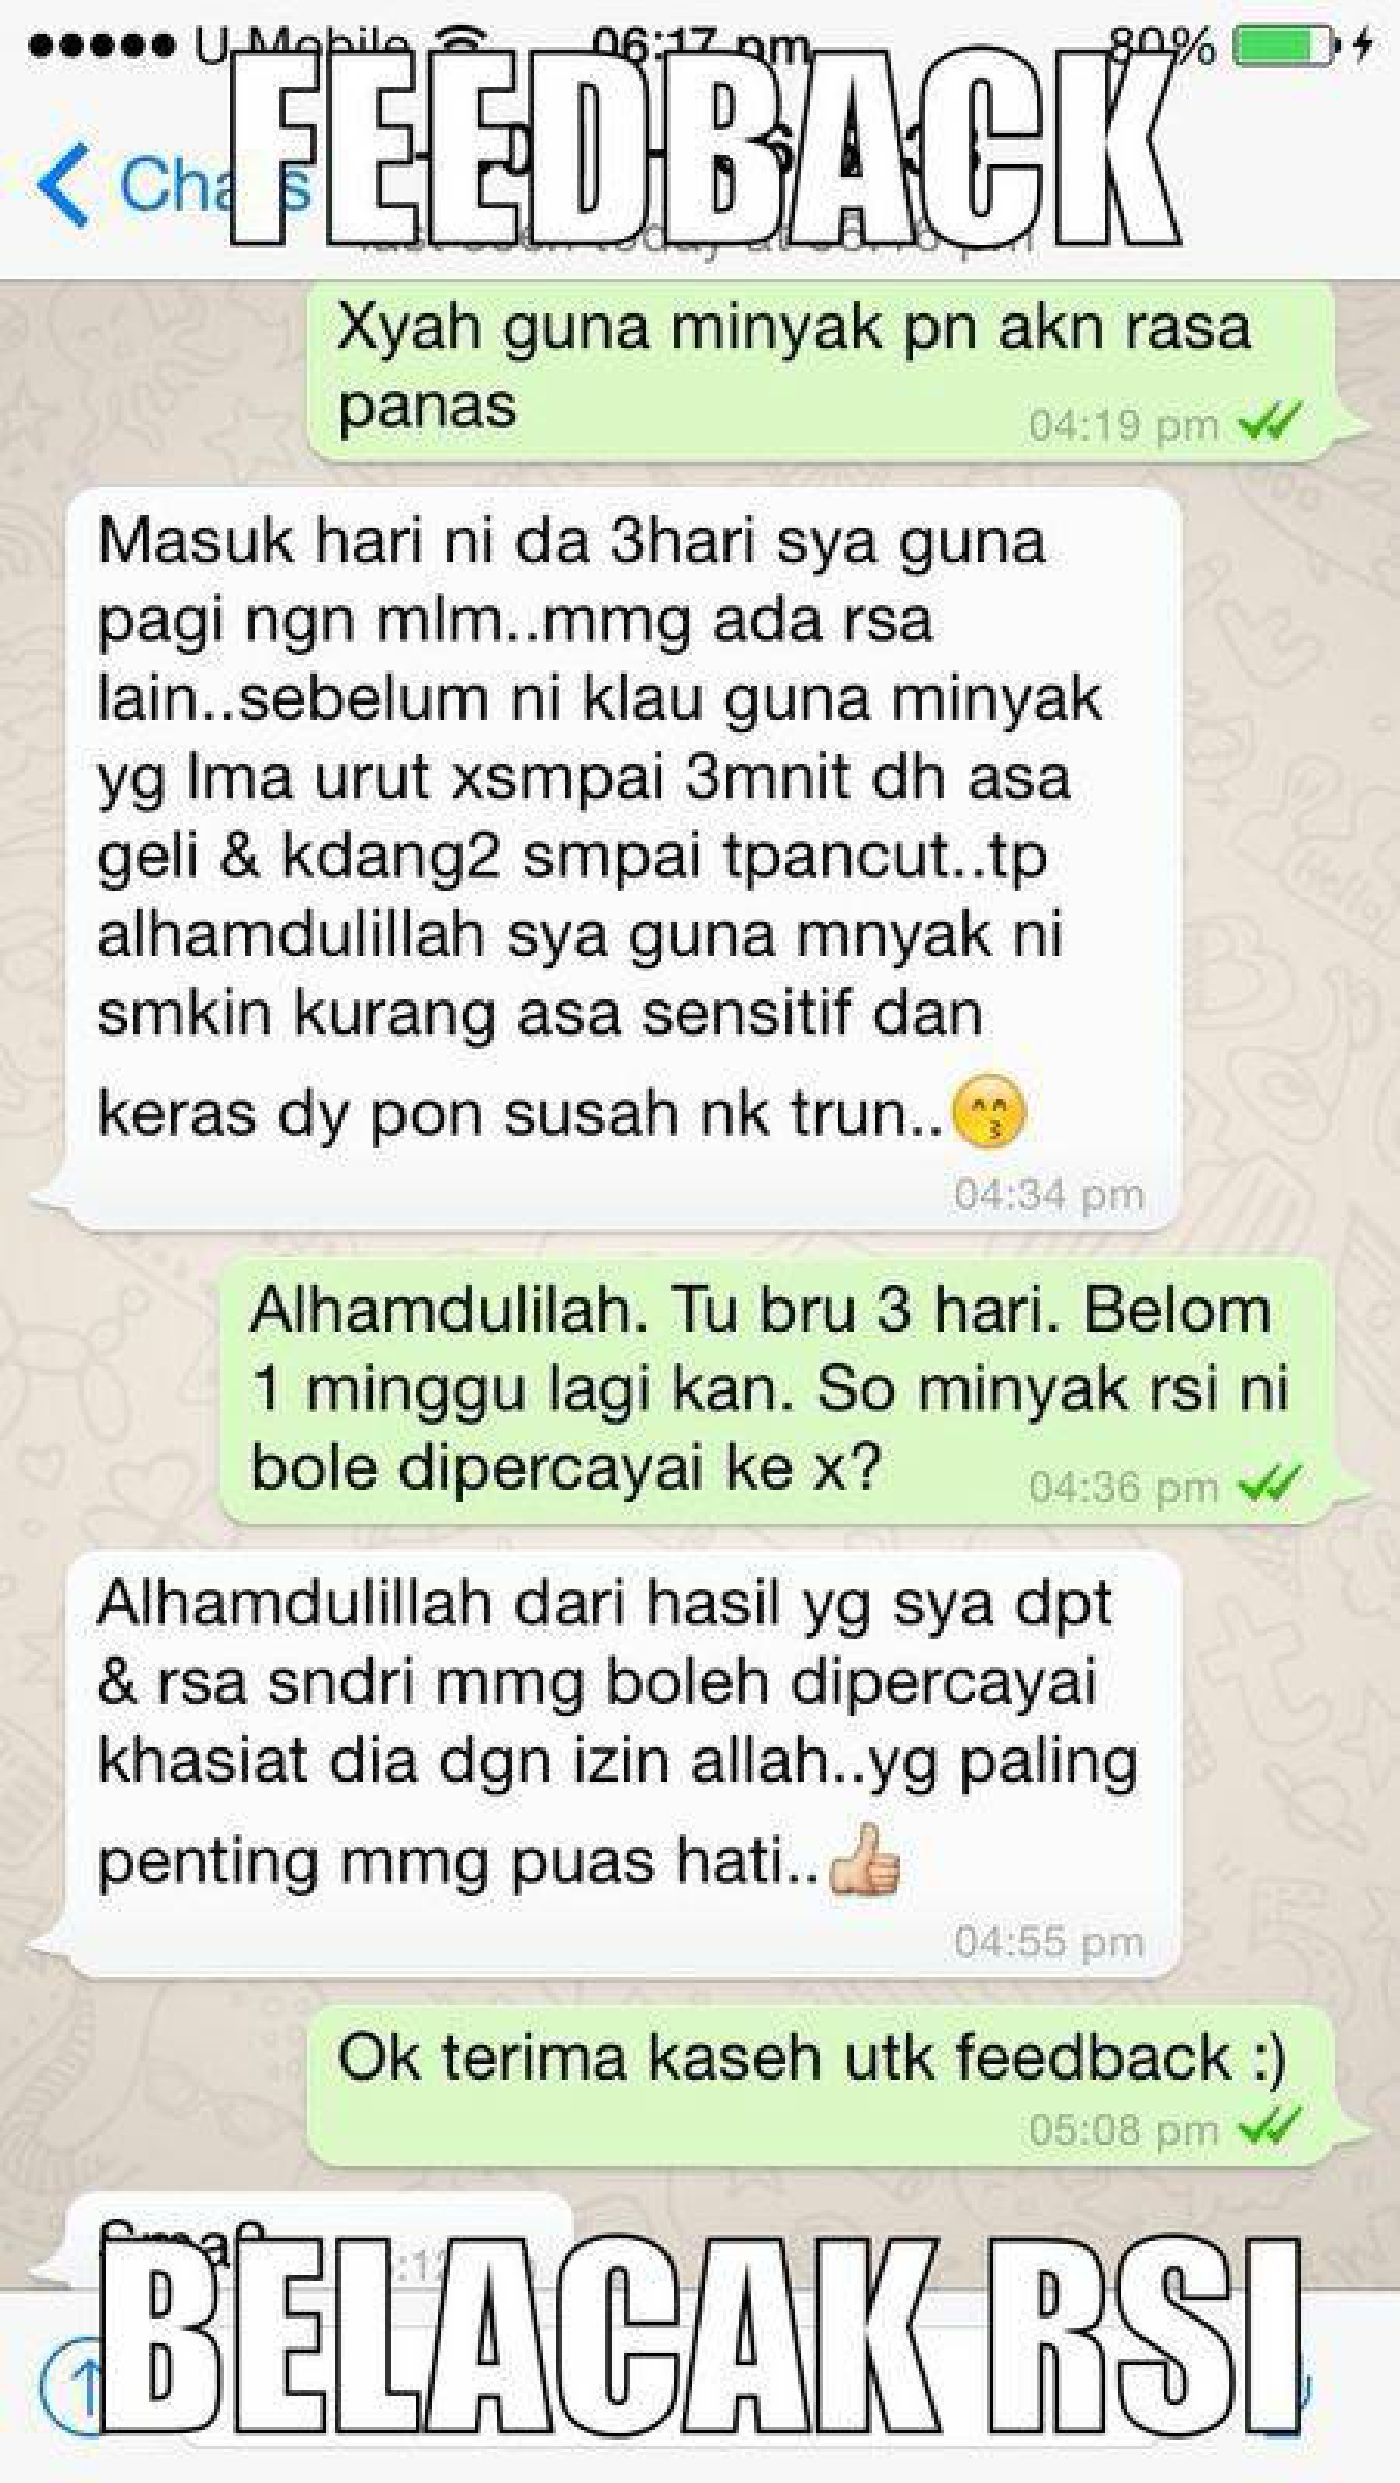 U Mobile 06:17 pm 80%
FEEDBACK
Chats
last seen today at
Xyah guna minyak pn akn rasa
panas
04:19 pm
Masuk hari ni da 3hari sya guna
pagi ngn mlm..mmg ada rsa
lain..sebelum ni klau guna minyak
yg lma urut xsmpai 3mnit dh asa
geli & kdang2 smpai tpancut..tp
alhamdulillah sya guna mnyak ni
smkin kurang asa sensitif dan
keras dy pon susah nk trun..😙
04:34 pm
Alhamdulilah. Tu bru 3 hari. Belom
1 minggu lagi kan. So minyak rsi ni
bole dipercayai ke x?
04:36 pm
Alhamdulillah dari hasil yg sya dpt
& rsa sndri mmg boleh dipercayai
khasiat dia dgn izin allah..yg paling
penting mmg puas hati..👍
04:55 pm
Ok terima kaseh utk feedback :)
05:08 pm
BELACAK RSI